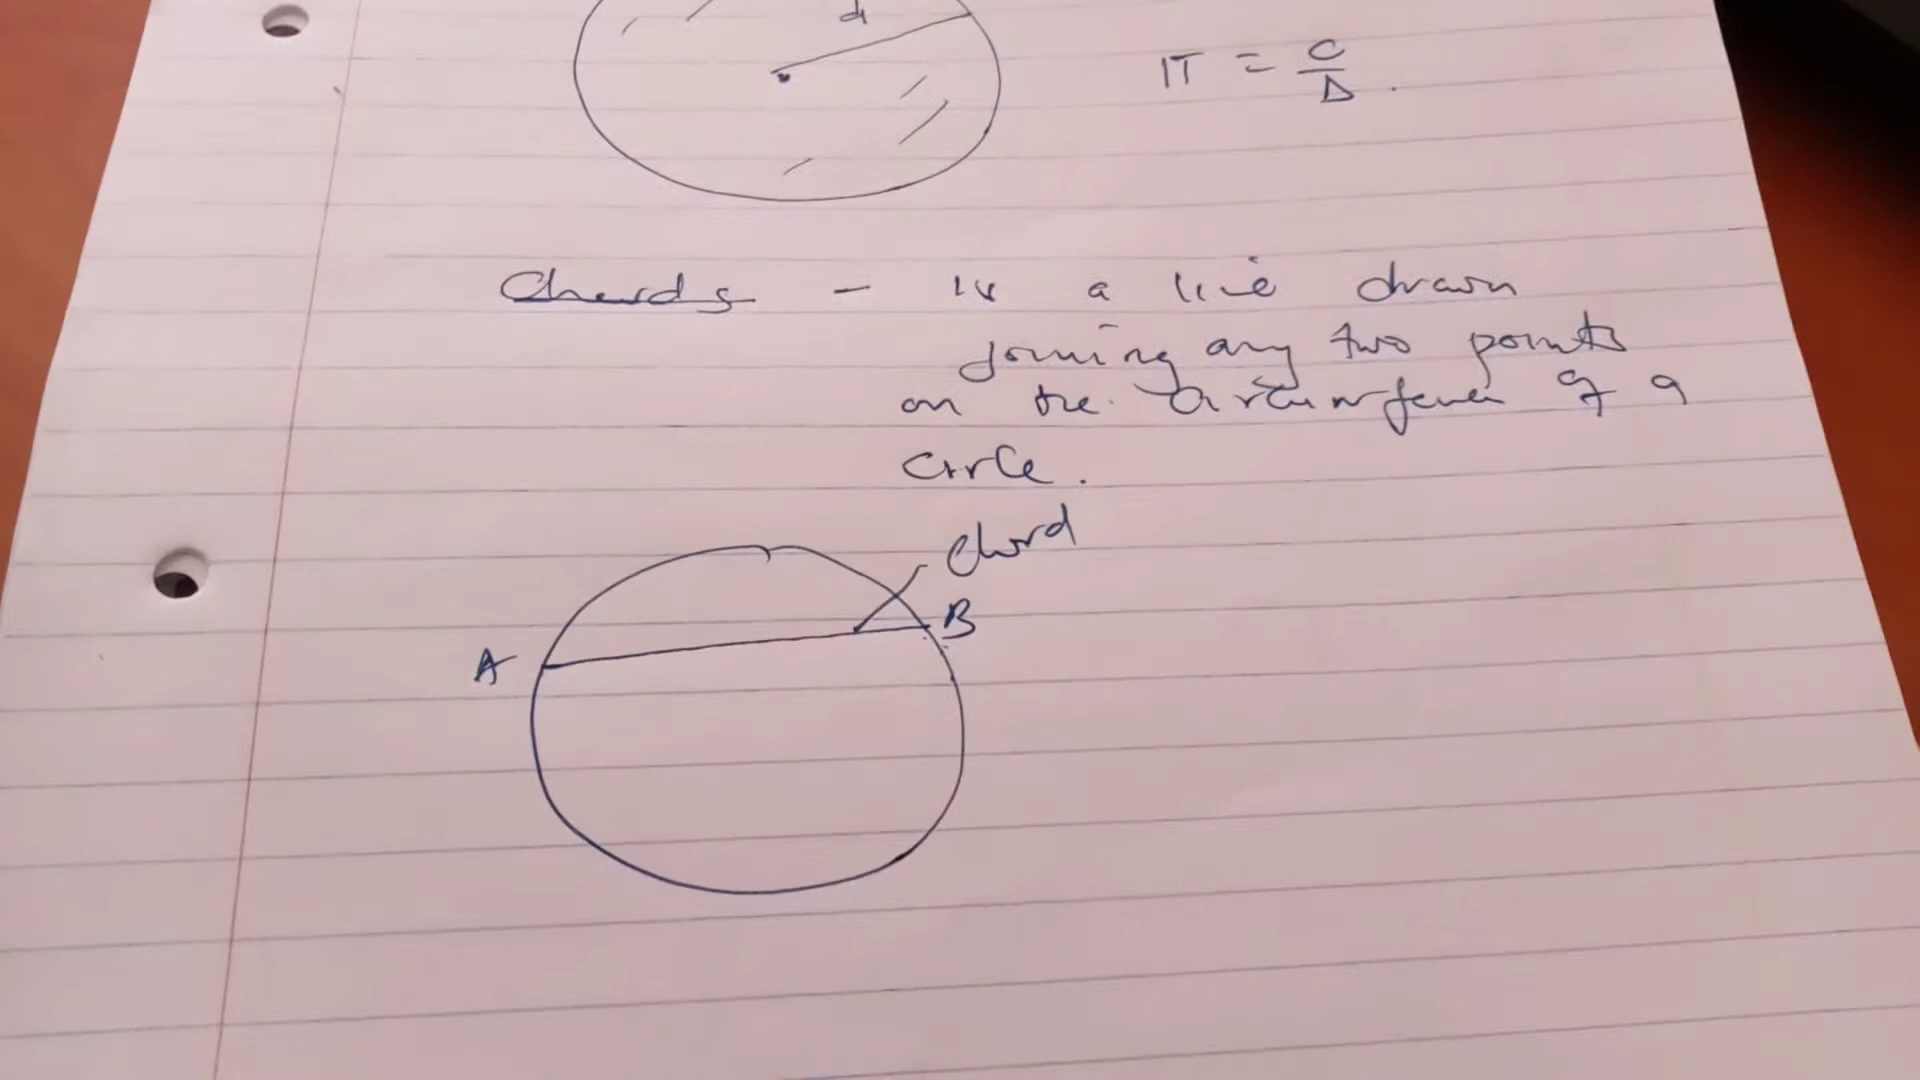 d
π = C/D.
Chords - is a line drawn
joining any two points
on the circumference of a
circle.
Chord
B
A